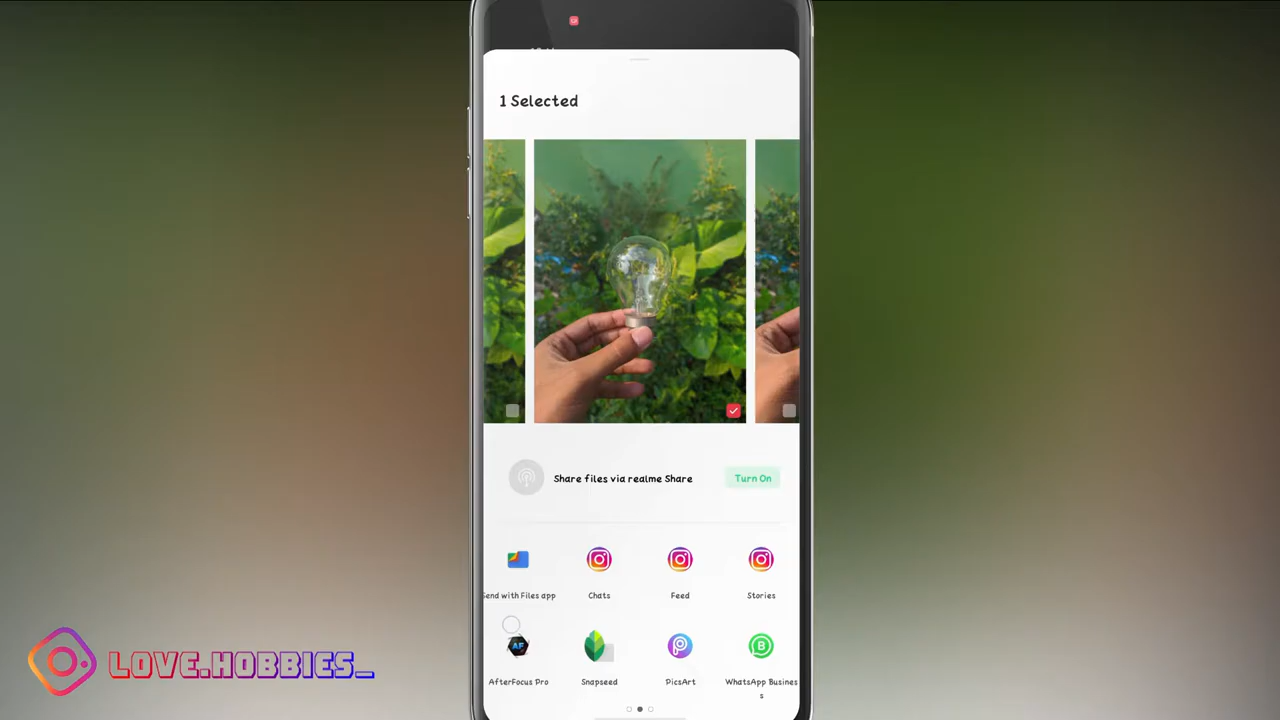 1 Selected
Share files via realme Share
Turn On
Send with Files app
Chats
Feed
Stories
AF
B
AfterFocus Pro
Snapseed
PicsArt
WhatsApp Busines
s
LOVE.HOBBIES_